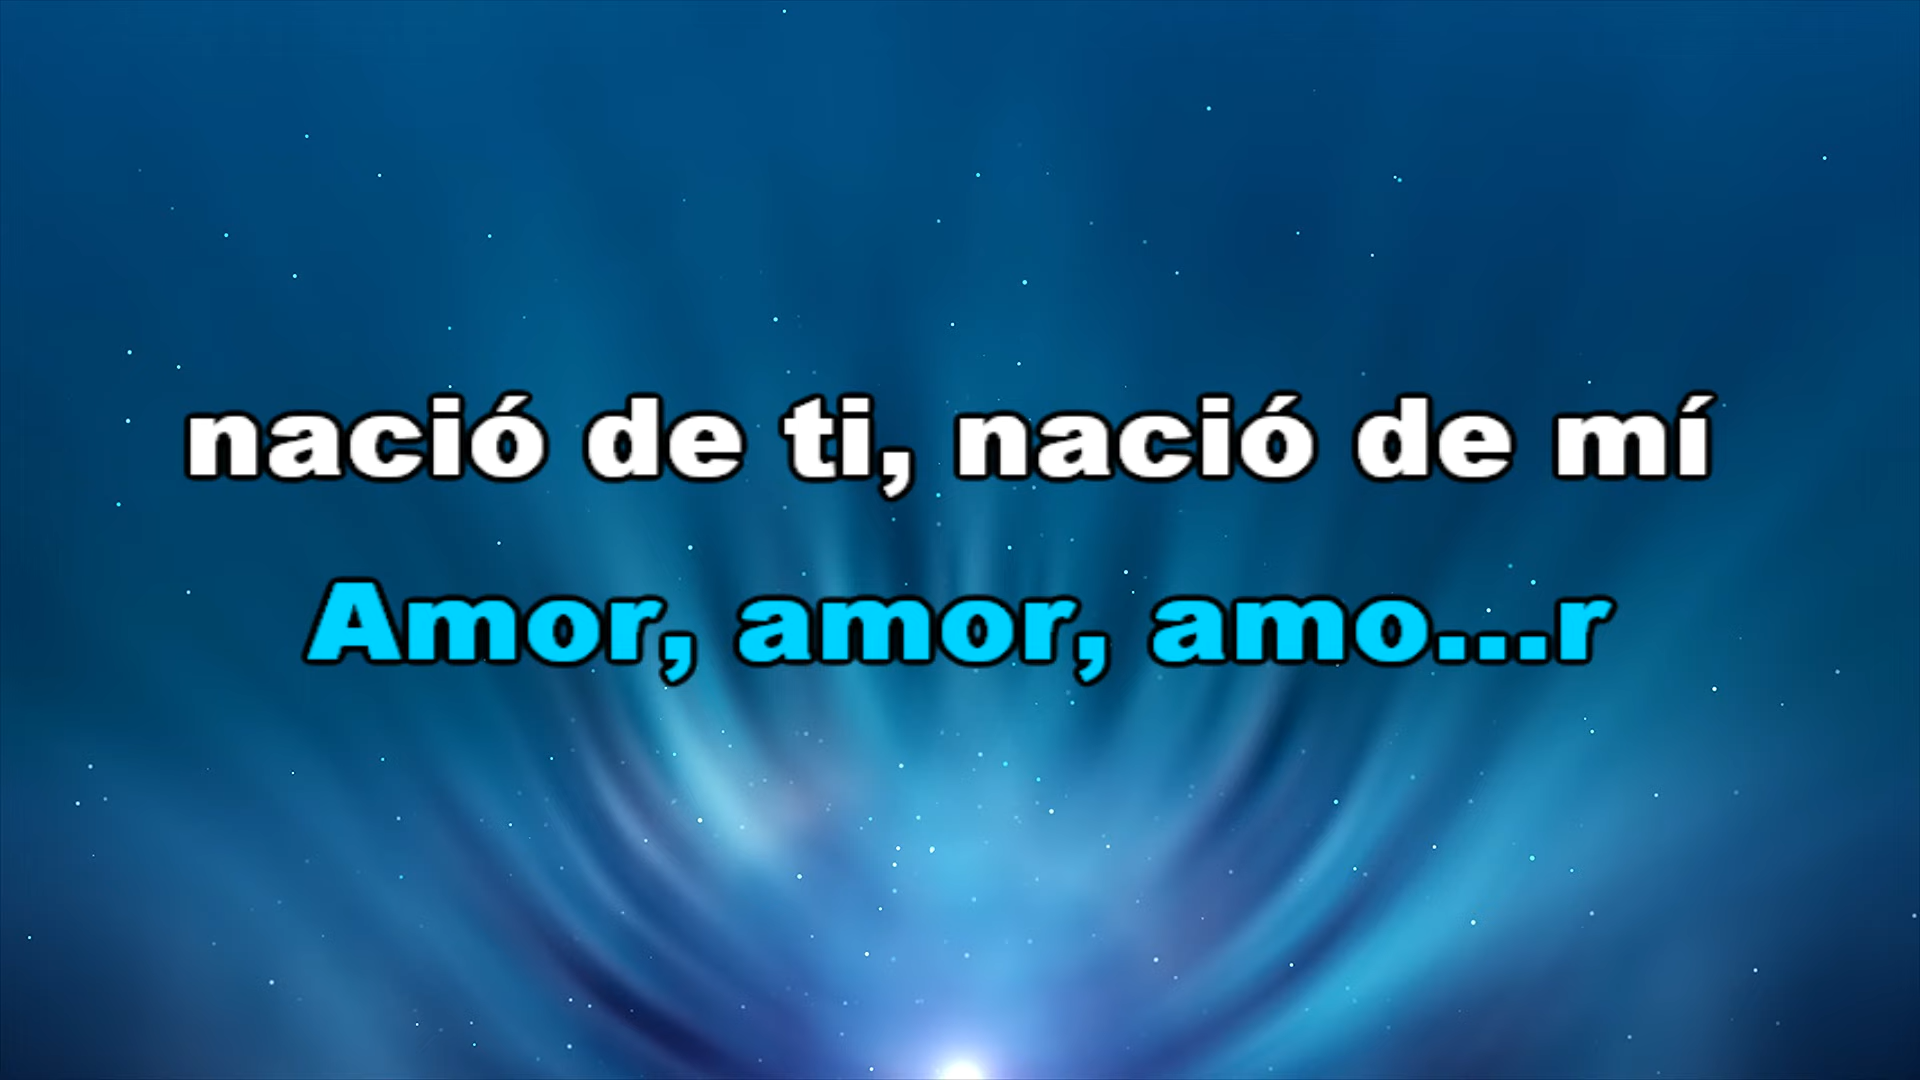 nació de ti, nació de mí
Amor, amor, amo...r